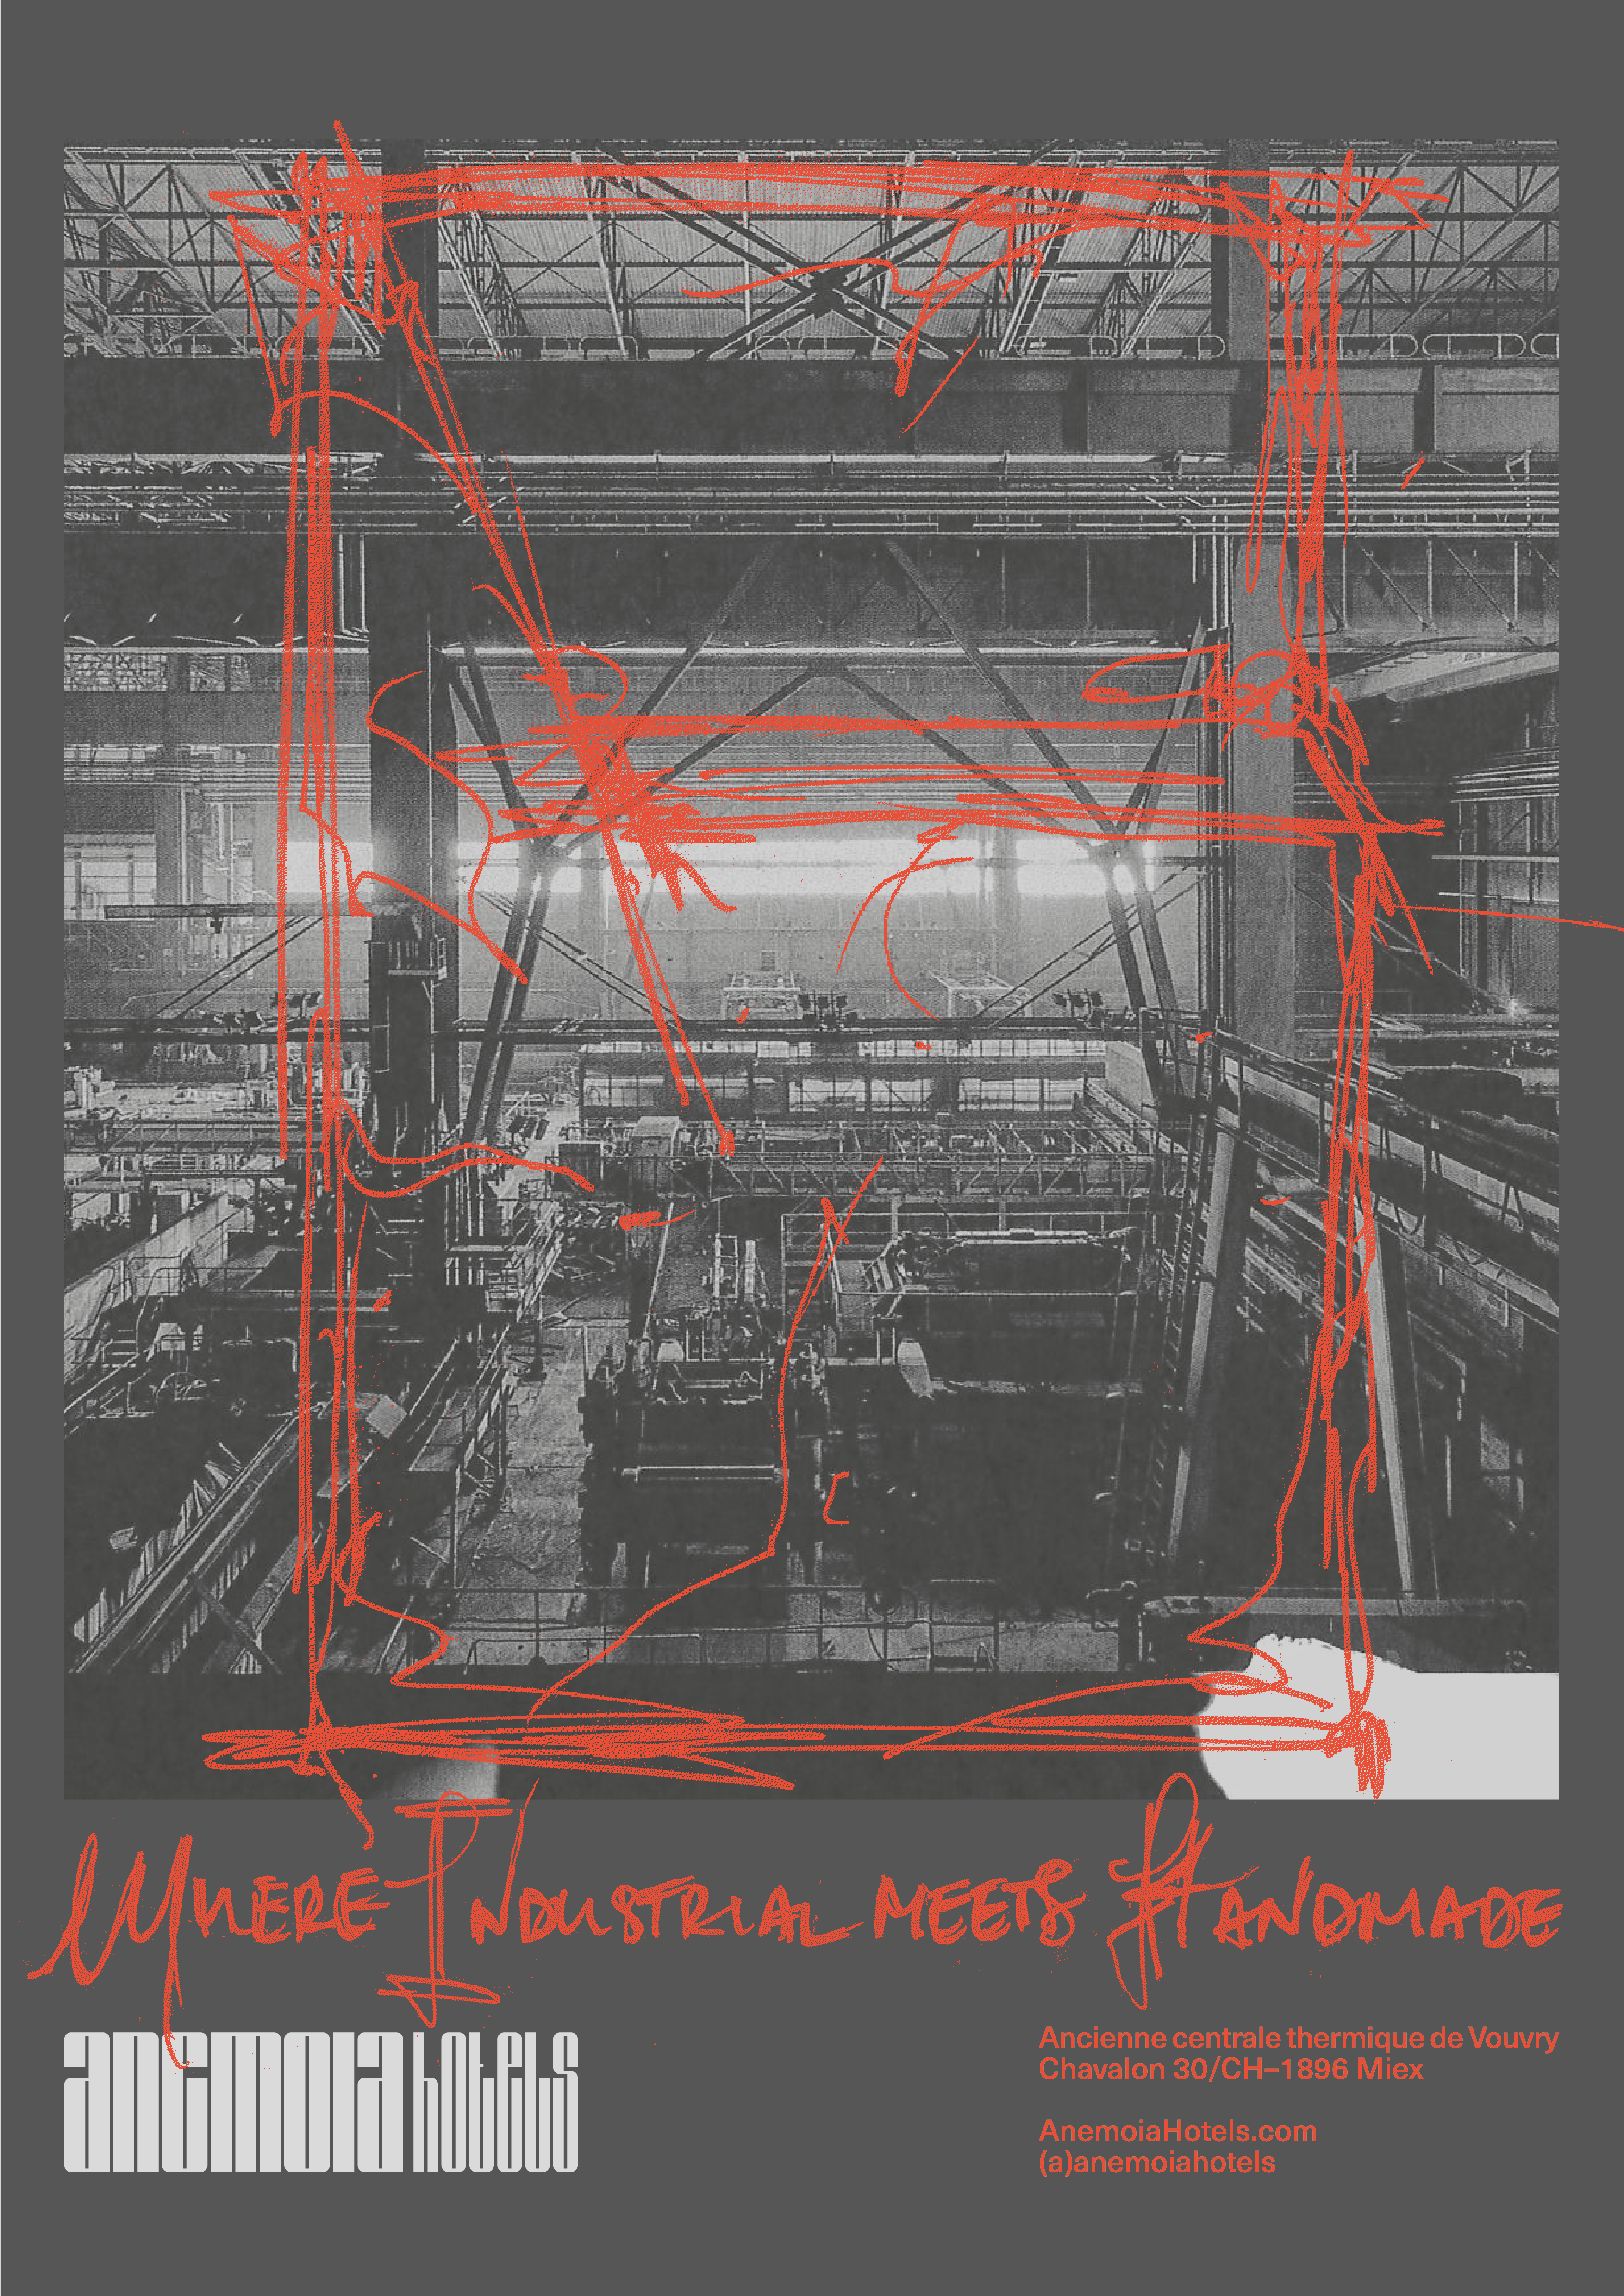 Where Industrial meets Handmade
anemoia hotels
Ancienne centrale thermique de Vouvry
Chavalon 30/CH–1896 Miex
AnemoiaHotels.com
(a)anemoiahotels